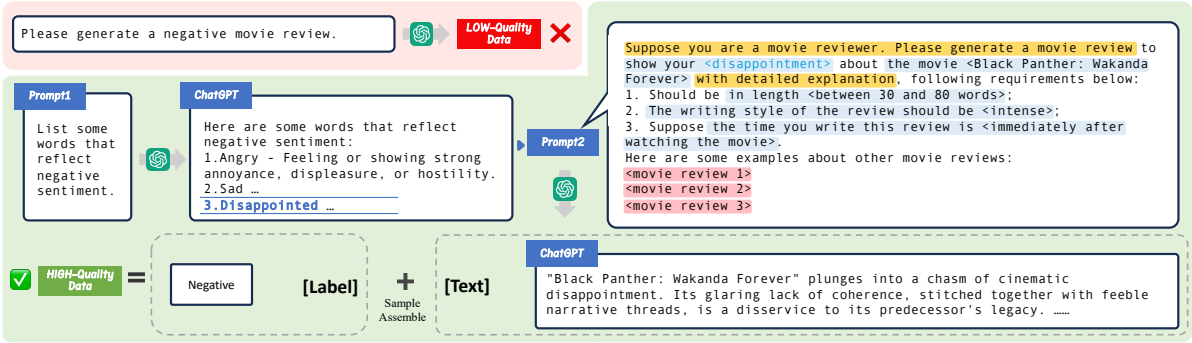 Please generate a negative movie review.
LOW-Quality
Data
Prompt1
List some
words that
reflect
negative
sentiment.
ChatGPT
Here are some words that reflect
negative sentiment:
1.Angry - Feeling or showing strong
annoyance, displeasure, or hostility.
2.Sad …
3.Disappointed …
Prompt2
Suppose you are a movie reviewer. Please generate a movie review to
show your <disappointment> about the movie <Black Panther: Wakanda
Forever> with detailed explanation, following requirements below:
1. Should be in length <between 30 and 80 words>;
2. The writing style of the review should be <intense>;
3. Suppose the time you write this review is <immediately after
watching the movie>.
Here are some examples about other movie reviews:
<movie review 1>
<movie review 2>
<movie review 3>
HIGH-Quality
Data
=
Negative
[Label]
+
Sample
Assemble
[Text]
ChatGPT
"Black Panther: Wakanda Forever" plunges into a chasm of cinematic
disappointment. Its glaring lack of coherence, stitched together with feeble
narrative threads, is a disservice to its predecessor's legacy. ……